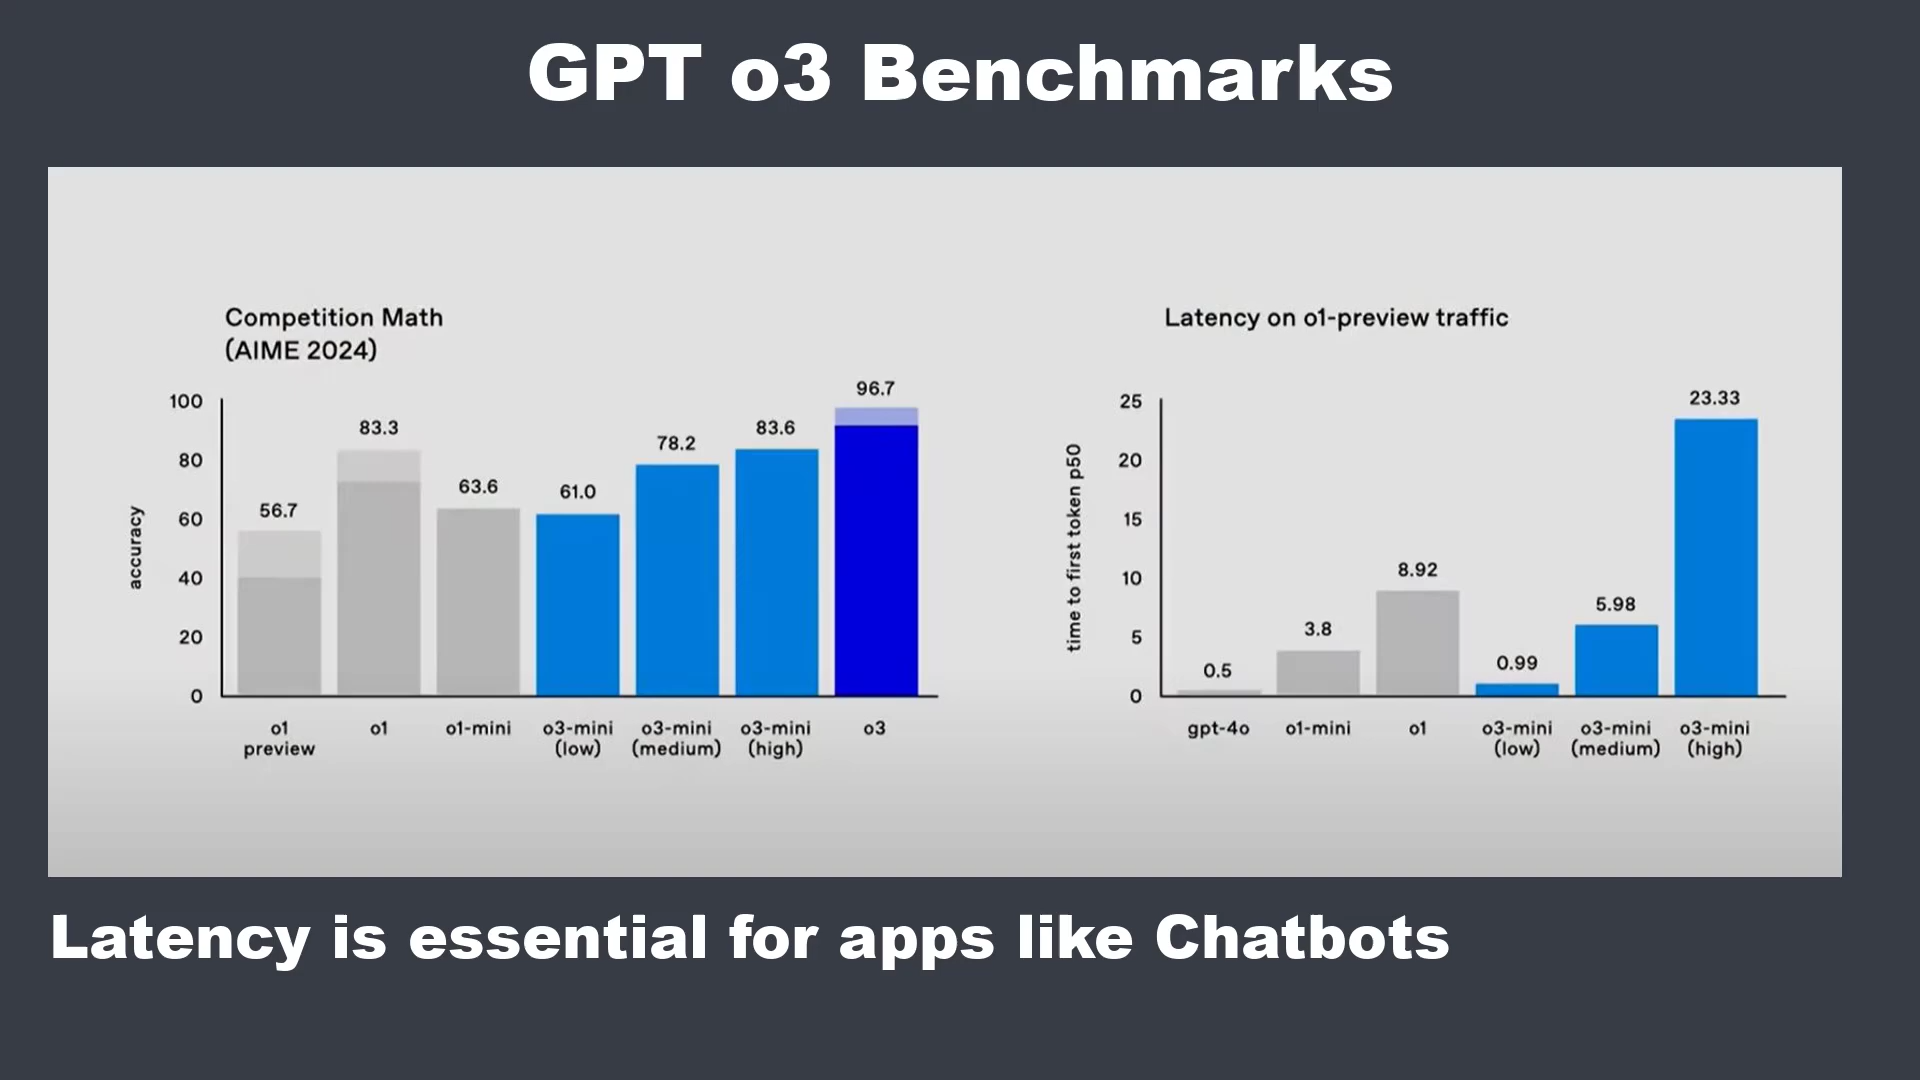 GPT o3 Benchmarks
Competition Math
(AIME 2024)
accuracy
100
80
60
40
20
0
56.7
83.3
63.6
61.0
78.2
83.6
96.7
o1
preview
o1
o1-mini
o3-mini
(low)
o3-mini
(medium)
o3-mini
(high)
o3
Latency on o1-preview traffic
time to first token p50
25
20
15
10
5
0
0.5
3.8
8.92
0.99
5.98
23.33
gpt-4o
o1-mini
o1
o3-mini
(low)
o3-mini
(medium)
o3-mini
(high)
Latency is essential for apps like Chatbots